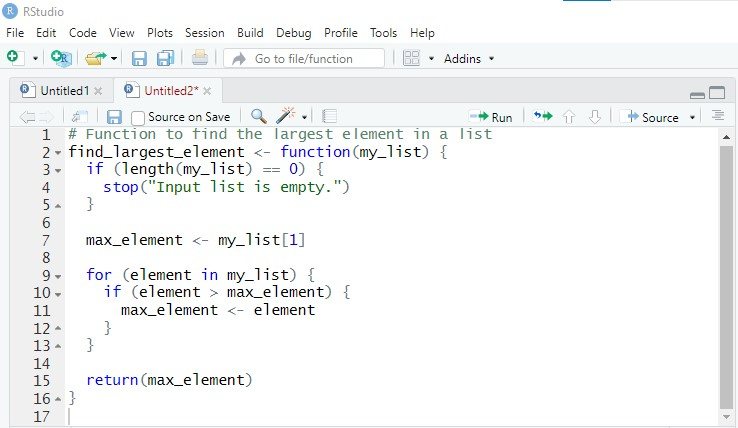 RStudio
File Edit Code View Plots Session Build Debug Profile Tools Help
Go to file/function Addins
Untitled1 Untitled2*
Source on Save Run Source
1 # Function to find the largest element in a list
2 find_largest_element <- function(my_list) {
3   if (length(my_list) == 0) {
4     stop("Input list is empty.")
5   }
6
7   max_element <- my_list[1]
8
9   for (element in my_list) {
10     if (element > max_element) {
11       max_element <- element
12     }
13   }
14
15   return(max_element)
16 }
17